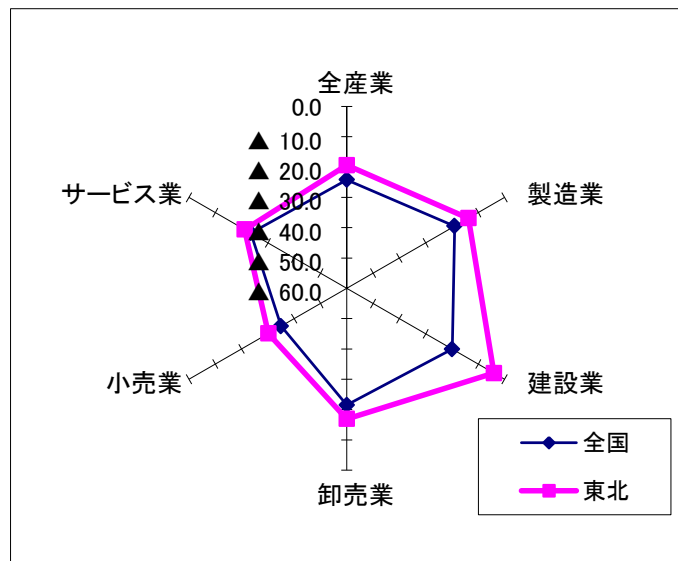 全産業
0.0
▲ 10.0
▲ 20.0
▲ 30.0
▲ 40.0
▲ 50.0
▲ 60.0
サービス業
製造業
小売業
建設業
卸売業
全国
東北